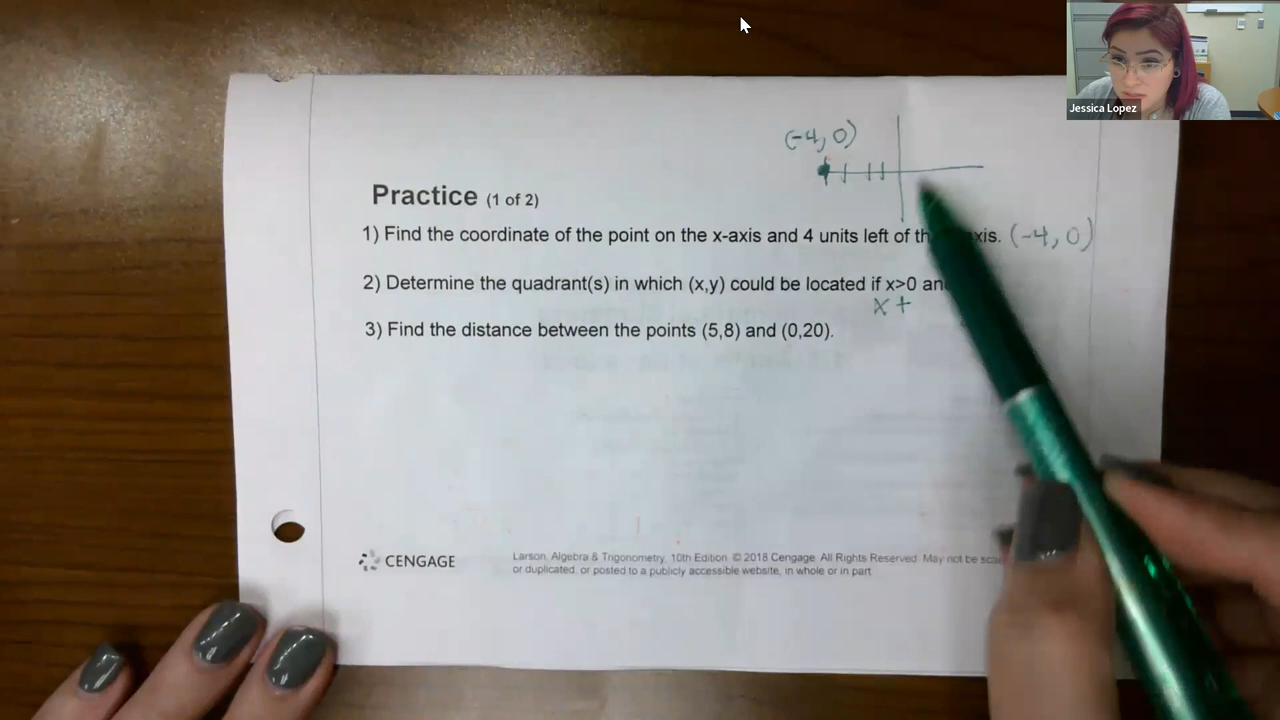 Jessica Lopez
(-4, 0)
Practice (1 of 2)
1) Find the coordinate of the point on the x-axis and 4 units left of axis. (-4, 0)
2) Determine the quadrant(s) in which (x,y) could be located if x>0
x +
3) Find the distance between the points (5,8) and (0,20).
CENGAGE
Larson, Algebra & Trigonometry, 10th Edition. © 2018 Cengage. All Rights Reserved. May not be
or duplicated, or posted to a publicly accessible website, in whole or in part.